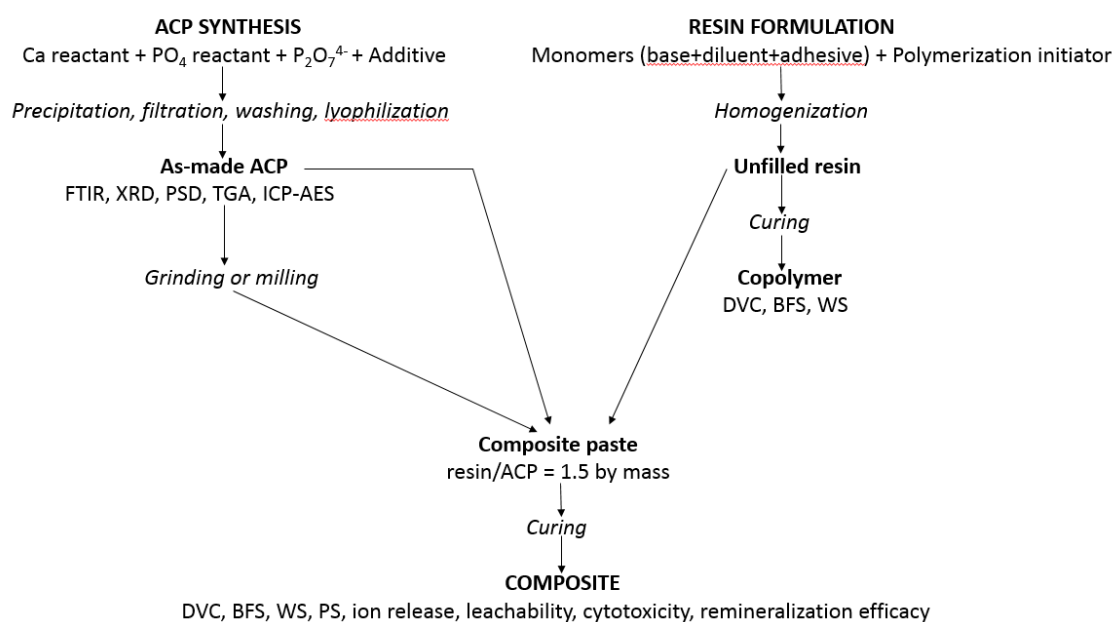 ACP SYNTHESIS
Ca reactant + PO₄ reactant + P₂O₇⁴⁻ + Additive
Precipitation, filtration, washing, lyophilization
As-made ACP
FTIR, XRD, PSD, TGA, ICP-AES
Grinding or milling
RESIN FORMULATION
Monomers (base+diluent+adhesive) + Polymerization initiator
Homogenization
Unfilled resin
Curing
Copolymer
DVC, BFS, WS
Composite paste
resin/ACP = 1.5 by mass
Curing
COMPOSITE
DVC, BFS, WS, PS, ion release, leachability, cytotoxicity, remineralization efficacy